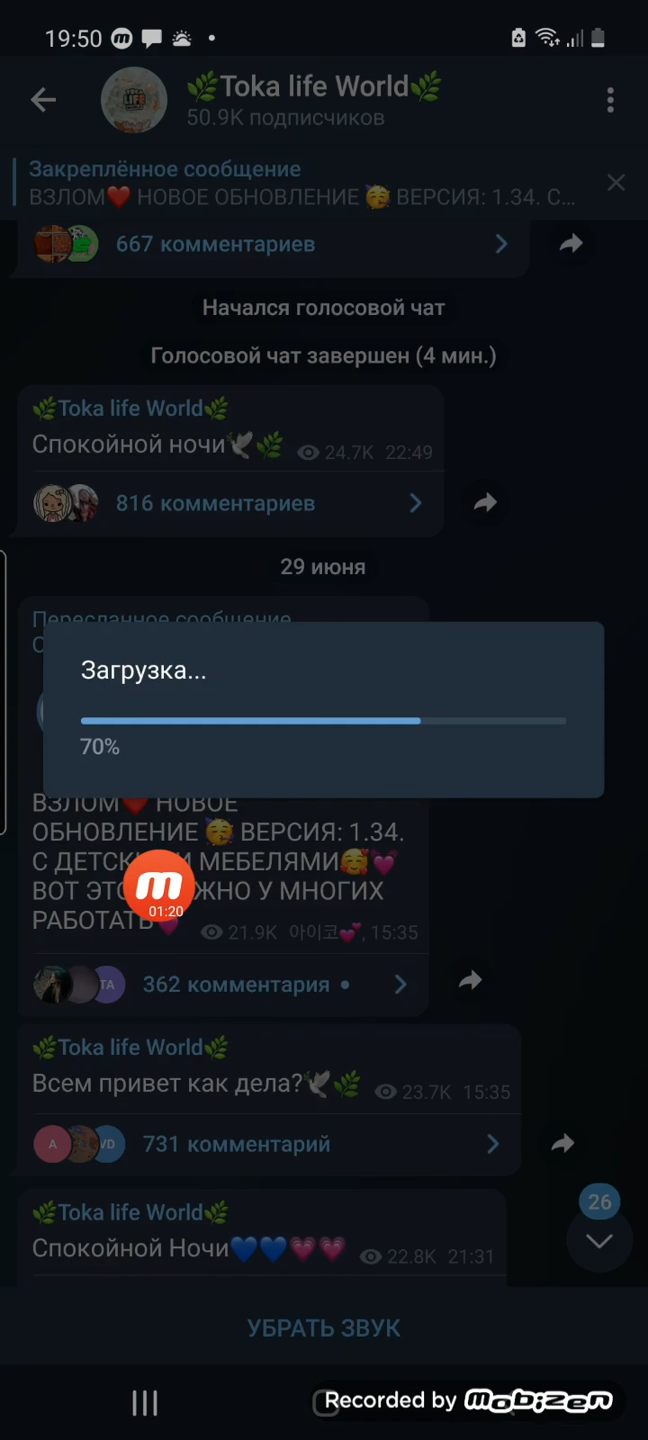 19:50
🌿Toka life World🌿
50.9K подписчиков
Закреплённое сообщение
ВЗЛОМ❤️ НОВОЕ ОБНОВЛЕНИЕ 🥳 ВЕРСИЯ: 1.34. С...
667 комментариев
Начался голосовой чат
Голосовой чат завершен (4 мин.)
🌿Toka life World🌿
Спокойной ночи🕊️🌿 24.7K 22:49
816 комментариев
29 июня
Пересланное сообщение
Загрузка...
70%
ВЗЛОМ❤️ НОВОЕ
ОБНОВЛЕНИЕ 🥳 ВЕРСИЯ: 1.34.
С ДЕТСК И МЕБЕЛЯМИ🥰💕
ВОТ ЭТО ЖНО У МНОГИХ
РАБОТАТЬ 21.9K 아이코💕, 15:35
m
01:20
TA 362 комментария •
🌿Toka life World🌿
Всем привет как дела?🕊️🌿 23.7K 15:35
A VD 731 комментарий
🌿Toka life World🌿
Спокойной Ночи💙💙💗💗 22.8K 21:31
26
УБРАТЬ ЗВУК
Recorded by mobizen